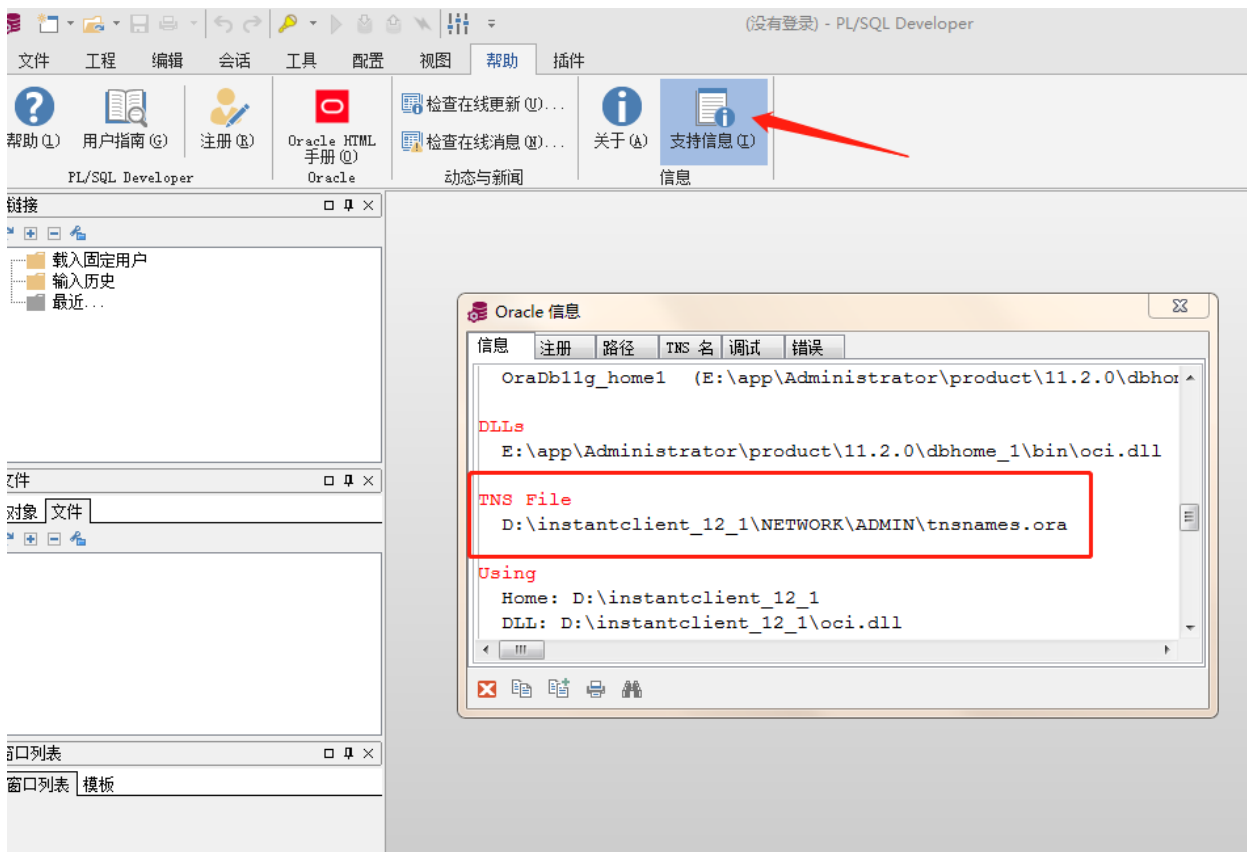 (没有登录) - PL/SQL Developer
文件 工程 编辑 会话 工具 配置 视图 帮助 插件
帮助(L) 用户指南(G) 注册(R) Oracle HTML
手册(O)
检查在线更新(U)...
检查在线消息(N)...
关于(A) 支持信息(I)
PL/SQL Developer Oracle 动态与新闻 信息
链接
载入固定用户
输入历史
最近...
文件
对象 文件
窗口列表
窗口列表 模板
Oracle 信息
信息 注册 路径 TNS 名 调试 错误
OraDb11g_home1 (E:\app\Administrator\product\11.2.0\dbhor
DLLs
E:\app\Administrator\product\11.2.0\dbhome_1\bin\oci.dll
TNS File
D:\instantclient_12_1\NETWORK\ADMIN\tnsnames.ora
Using
Home: D:\instantclient_12_1
DLL: D:\instantclient_12_1\oci.dll